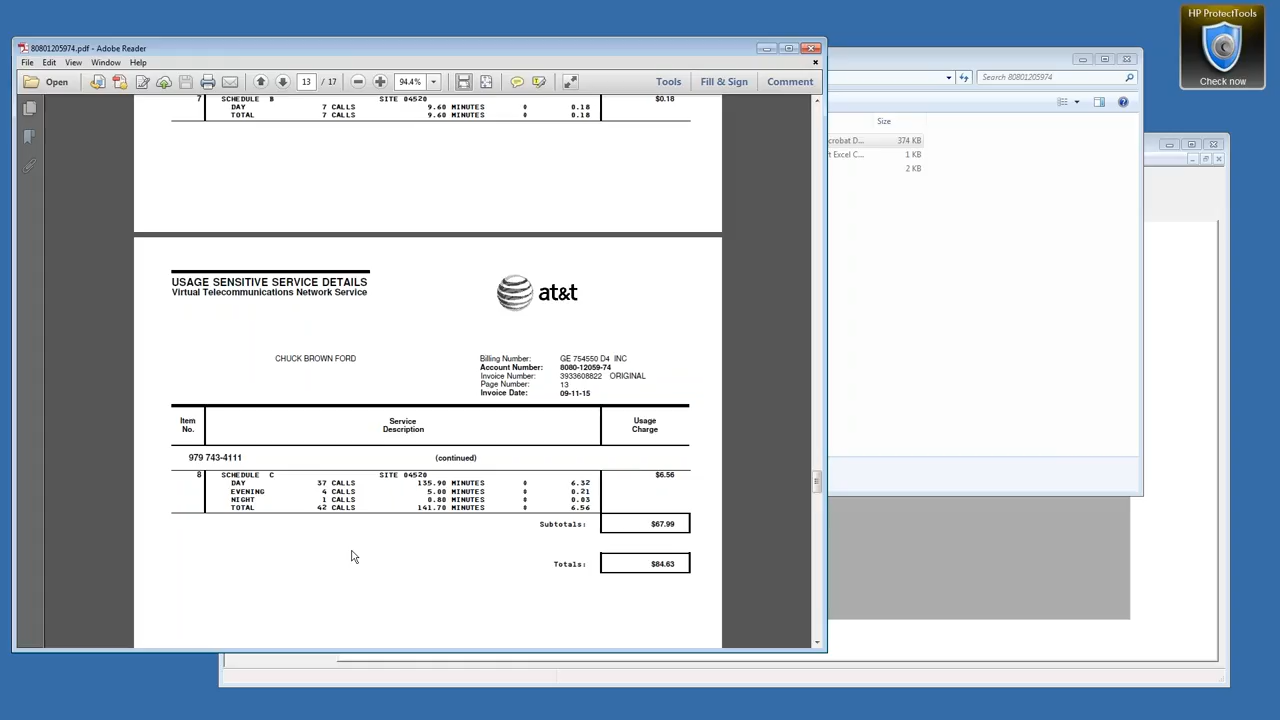 HP ProtectTools
Check now
80801205974.pdf - Adobe Reader
File Edit View Window Help
Open 13 / 17 94.4% Tools Fill & Sign Comment
Search 80801205974
Size
crobat D... 374 KB
t Excel C... 1 KB
2 KB
7 SCHEDULE B SITE 04520 $0.18
DAY 7 CALLS 9.60 MINUTES 0 0.18
TOTAL 7 CALLS 9.60 MINUTES 0 0.18
USAGE SENSITIVE SERVICE DETAILS
Virtual Telecommunications Network Service
at&t
CHUCK BROWN FORD
Billing Number: GE 754550 D4 INC
Account Number: 8080-12059-74
Invoice Number: 3933608822 ORIGINAL
Page Number: 13
Invoice Date: 09-11-15
Item No. Service Description Usage Charge
979 743-4111 (continued)
8 SCHEDULE C SITE 04520 $6.56
DAY 37 CALLS 135.90 MINUTES 0 6.32
EVENING 4 CALLS 5.00 MINUTES 0 0.21
NIGHT 1 CALLS 0.80 MINUTES 0 0.03
TOTAL 42 CALLS 141.70 MINUTES 0 6.56
Subtotals: $67.99
Totals: $84.63